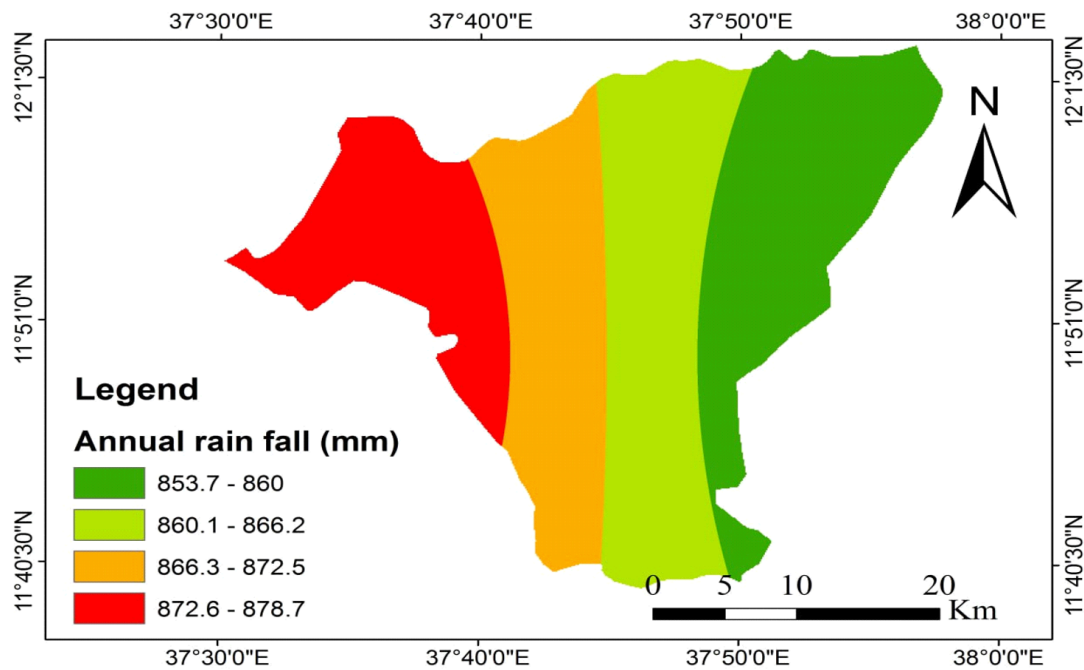 37°30'0"E 37°40'0"E 37°50'0"E 38°0'0"E
12°1'30"N
12°1'30"N
N
11°51'0"N
11°51'0"N
Legend
Annual rain fall (mm)
853.7 - 860
860.1 - 866.2
866.3 - 872.5
872.6 - 878.7
11°40'30"N
11°40'30"N
0 5 10 20
Km
37°30'0"E 37°40'0"E 37°50'0"E 38°0'0"E